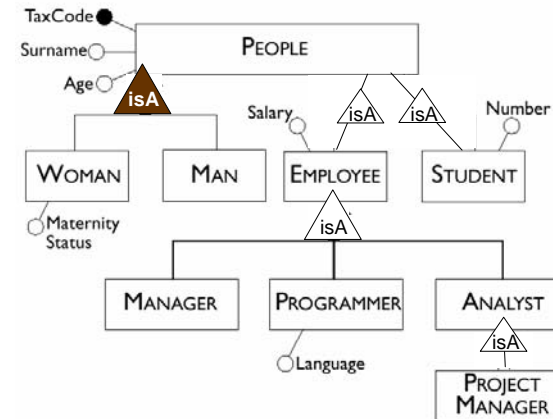 TaxCode
Surname
PEOPLE
Age
isA
Salary
isA
isA
Number
WOMAN
MAN
EMPLOYEE
STUDENT
Maternity
Status
isA
MANAGER
PROGRAMMER
ANALYST
isA
Language
PROJECT
MANAGER